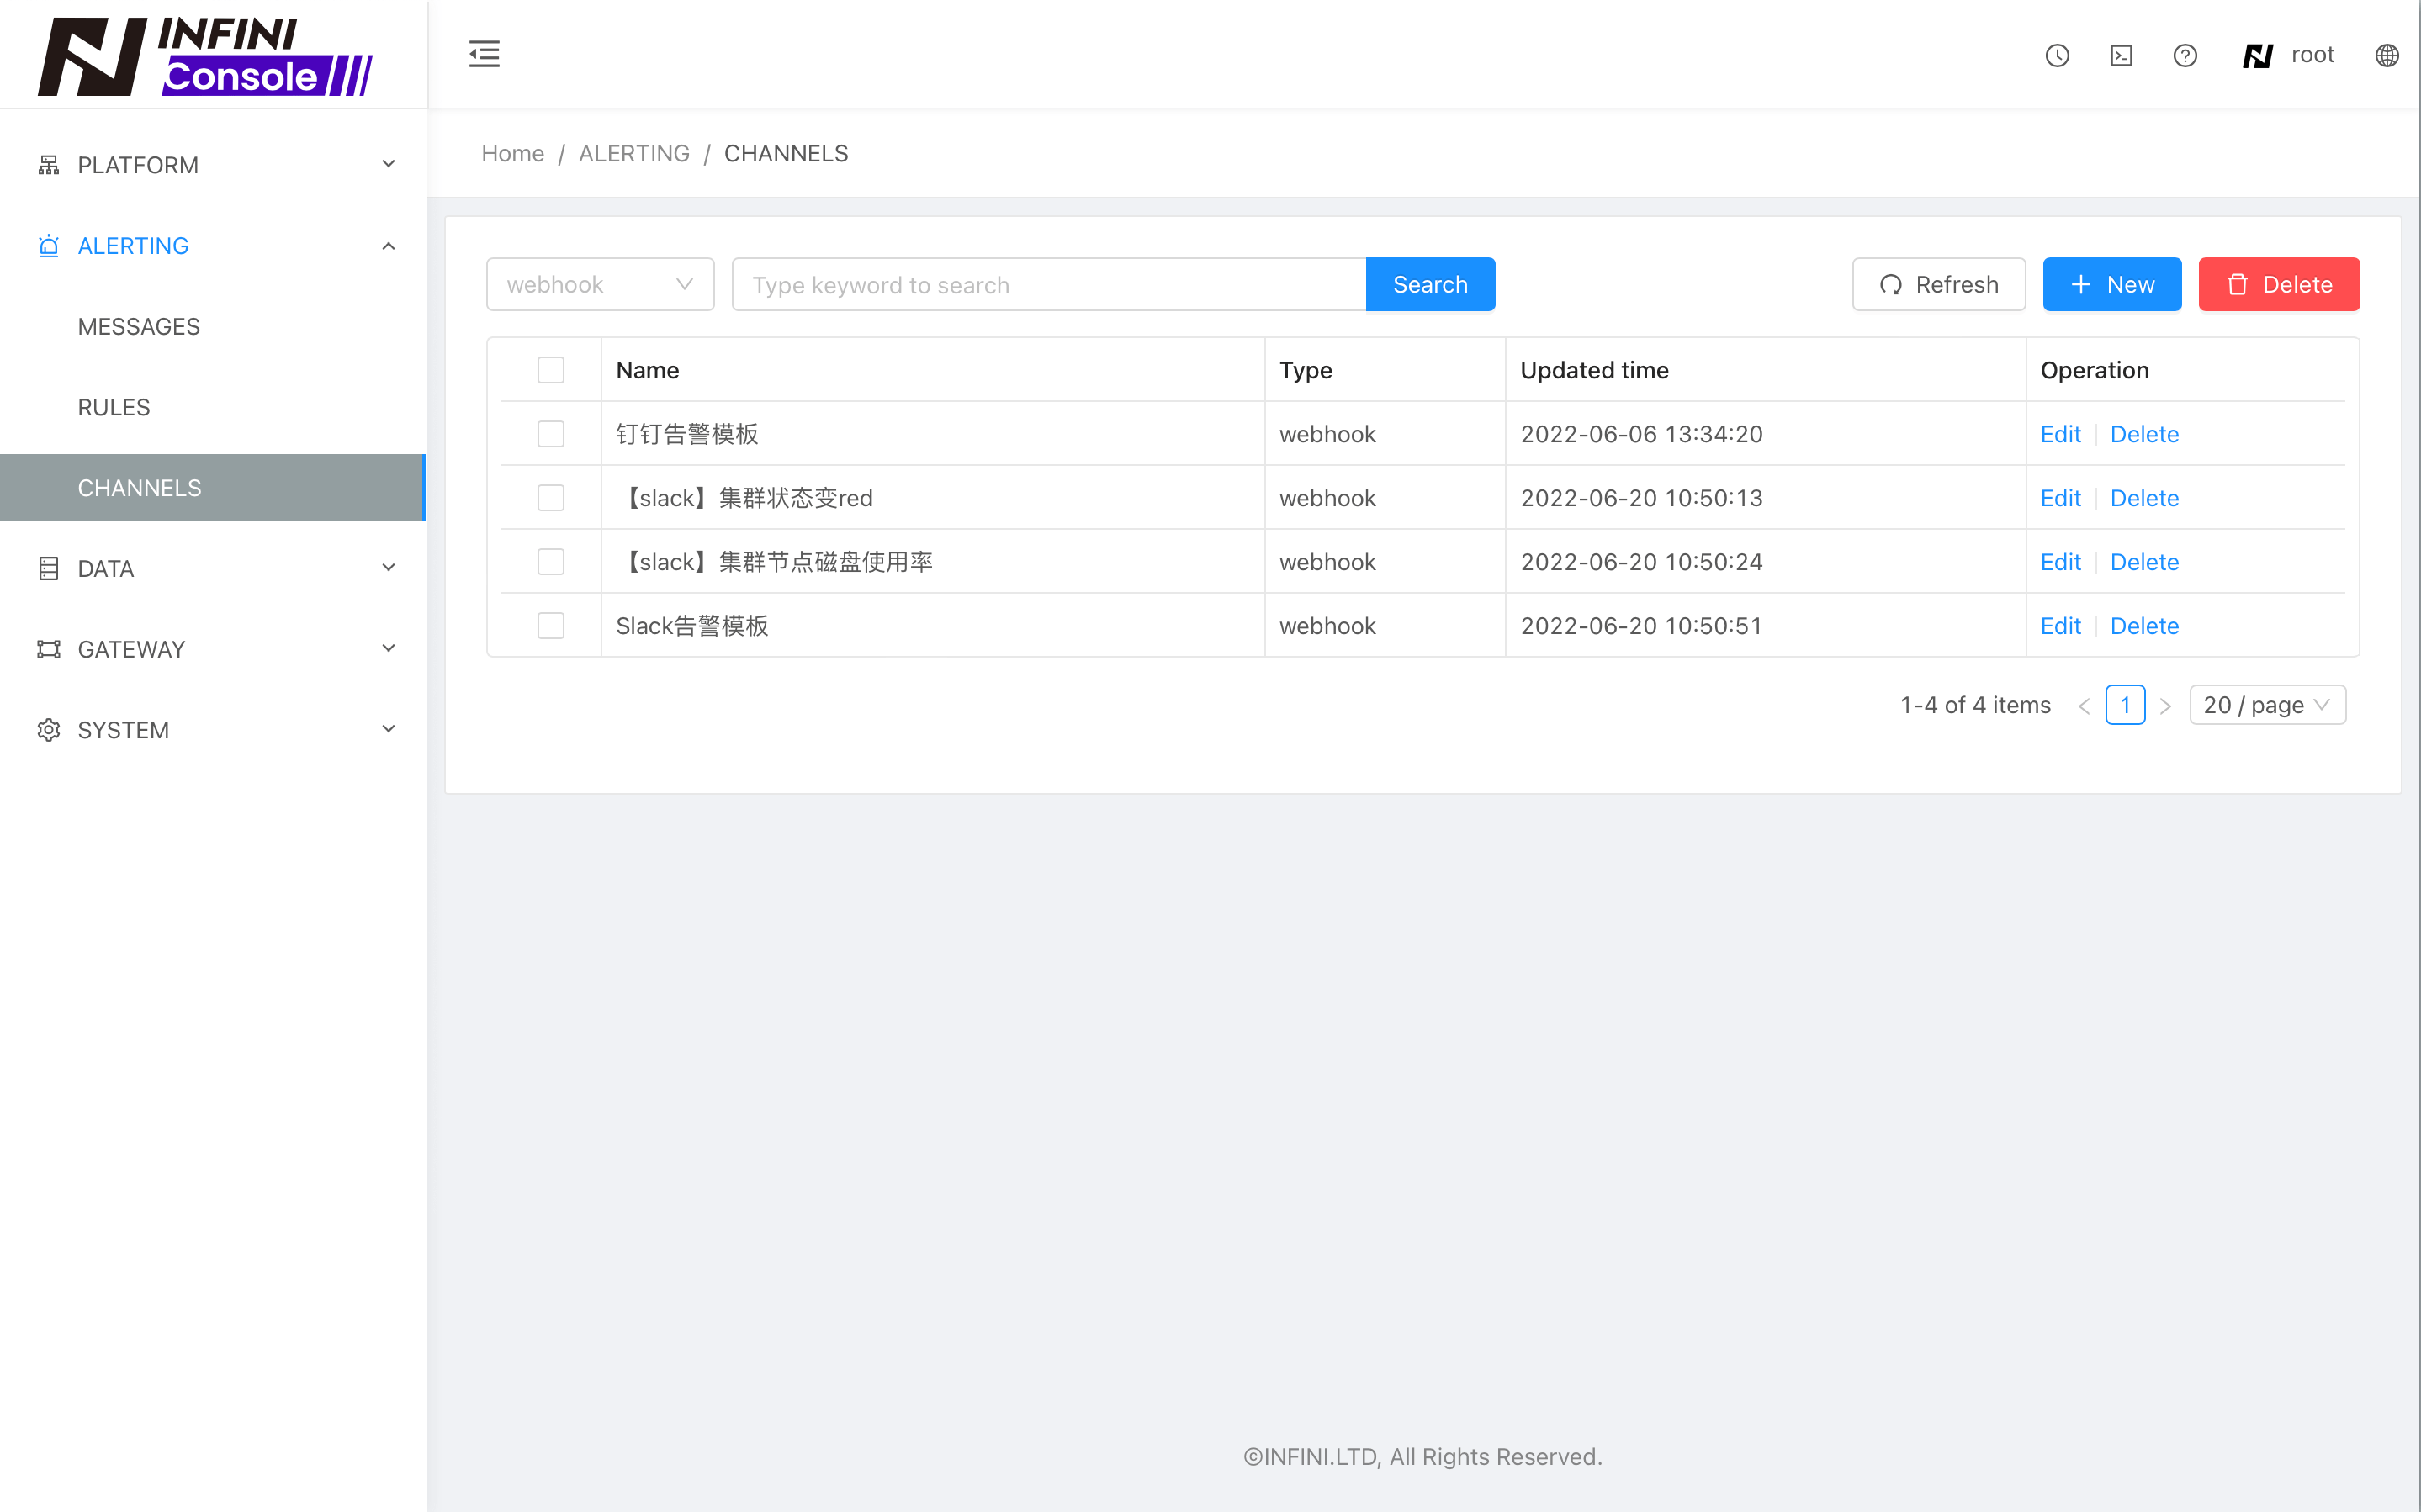 INFINI
Console
root
PLATFORM
ALERTING
MESSAGES
RULES
CHANNELS
DATA
GATEWAY
SYSTEM
Home / ALERTING / CHANNELS
webhook Type keyword to search Search Refresh New Delete
Name Type Updated time Operation
钉钉告警模板 webhook 2022-06-06 13:34:20 Edit Delete
【slack】集群状态变red webhook 2022-06-20 10:50:13 Edit Delete
【slack】集群节点磁盘使用率 webhook 2022-06-20 10:50:24 Edit Delete
Slack告警模板 webhook 2022-06-20 10:50:51 Edit Delete
1-4 of 4 items < 1 > 20 / page
©INFINI.LTD, All Rights Reserved.